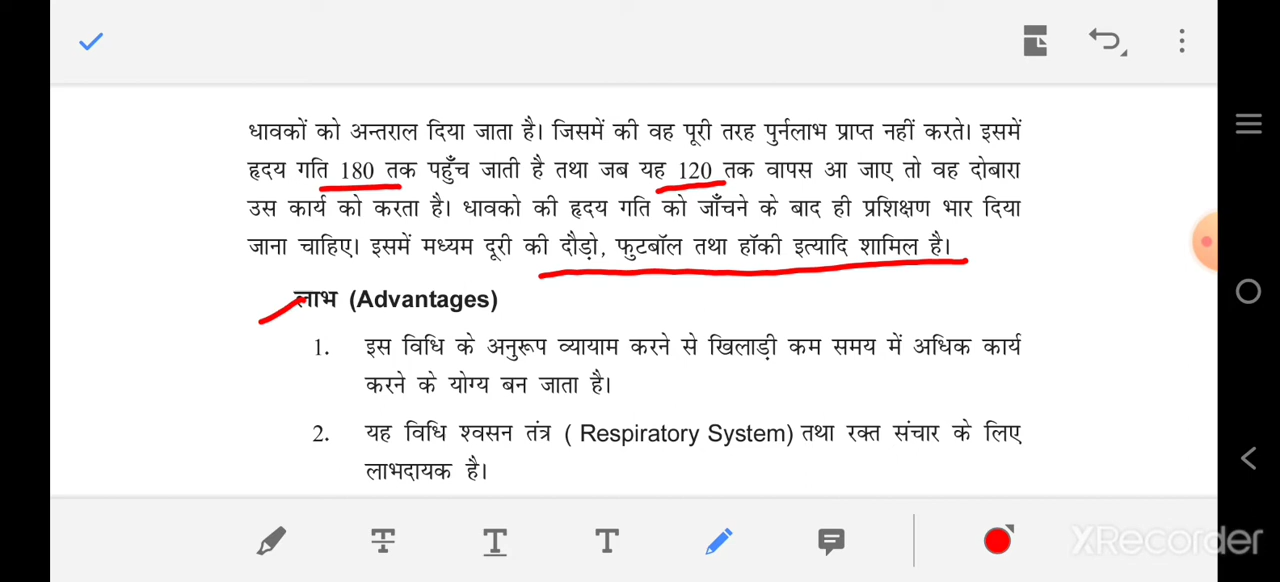 धावकों को अन्तराल दिया जाता है। जिसमें की वह पूरी तरह पुर्नलाभ प्राप्त नहीं करते। इसमें
हृदय गति 180 तक पहुँच जाती है तथा जब यह 120 तक वापस आ जाए तो वह दोबारा
उस कार्य को करता है। धावको की हृदय गति को जाँचने के बाद ही प्रशिक्षण भार दिया
जाना चाहिए। इसमें मध्यम दूरी की दौड़ो, फुटबॉल तथा हॉकी इत्यादि शामिल है।
लाभ (Advantages)
1. इस विधि के अनुरूप व्यायाम करने से खिलाड़ी कम समय में अधिक कार्य
करने के योग्य बन जाता है।
2. यह विधि श्वसन तंत्र ( Respiratory System) तथा रक्त संचार के लिए
लाभदायक है।
T T T
XRecorder